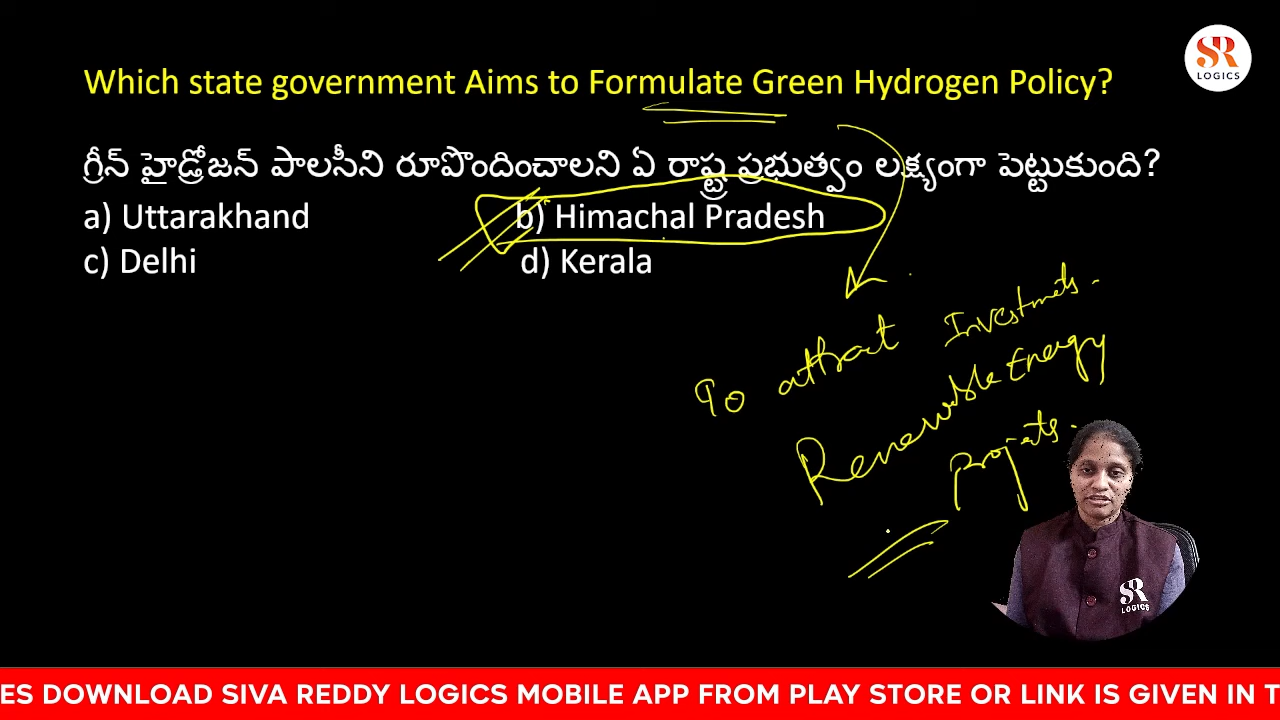 SR
LOGICS
Which state government Aims to Formulate Green Hydrogen Policy?
గ్రీన్ హైడ్రోజన్ పాలసీని రూపొందించాలని ఏ రాష్ట్ర ప్రభుత్వం లక్ష్యంగా పెట్టుకుంది?
a) Uttarakhand b) Himachal Pradesh
c) Delhi d) Kerala
To attract Investments.
Renewable Energy
projects.
SR
LOGICS
ES DOWNLOAD SIVA REDDY LOGICS MOBILE APP FROM PLAY STORE OR LINK IS GIVEN IN T